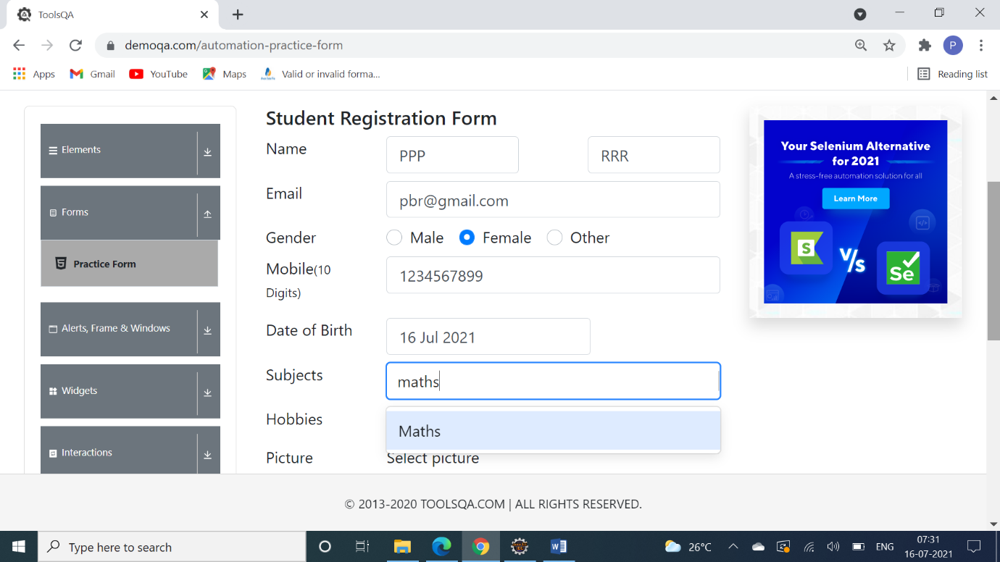 ToolsQA
demoqa.com/automation-practice-form
P
Apps
Gmail
YouTube
Maps
Valid or invalid forma...
Reading list
Elements
Forms
Practice Form
Alerts, Frame & Windows
Widgets
Interactions
Student Registration Form
Name
PPP
RRR
Email
pbr@gmail.com
Gender
Male
Female
Other
Mobile(10
Digits)
1234567899
Date of Birth
16 Jul 2021
Subjects
maths
Maths
Hobbies
Picture
Select picture
Your Selenium Alternative
for 2021
A stress-free automation solution for all
Learn More
S
V/s
Se
© 2013-2020 TOOLSQA.COM | ALL RIGHTS RESERVED.
Type here to search
26°C
ENG
07:31
16-07-2021